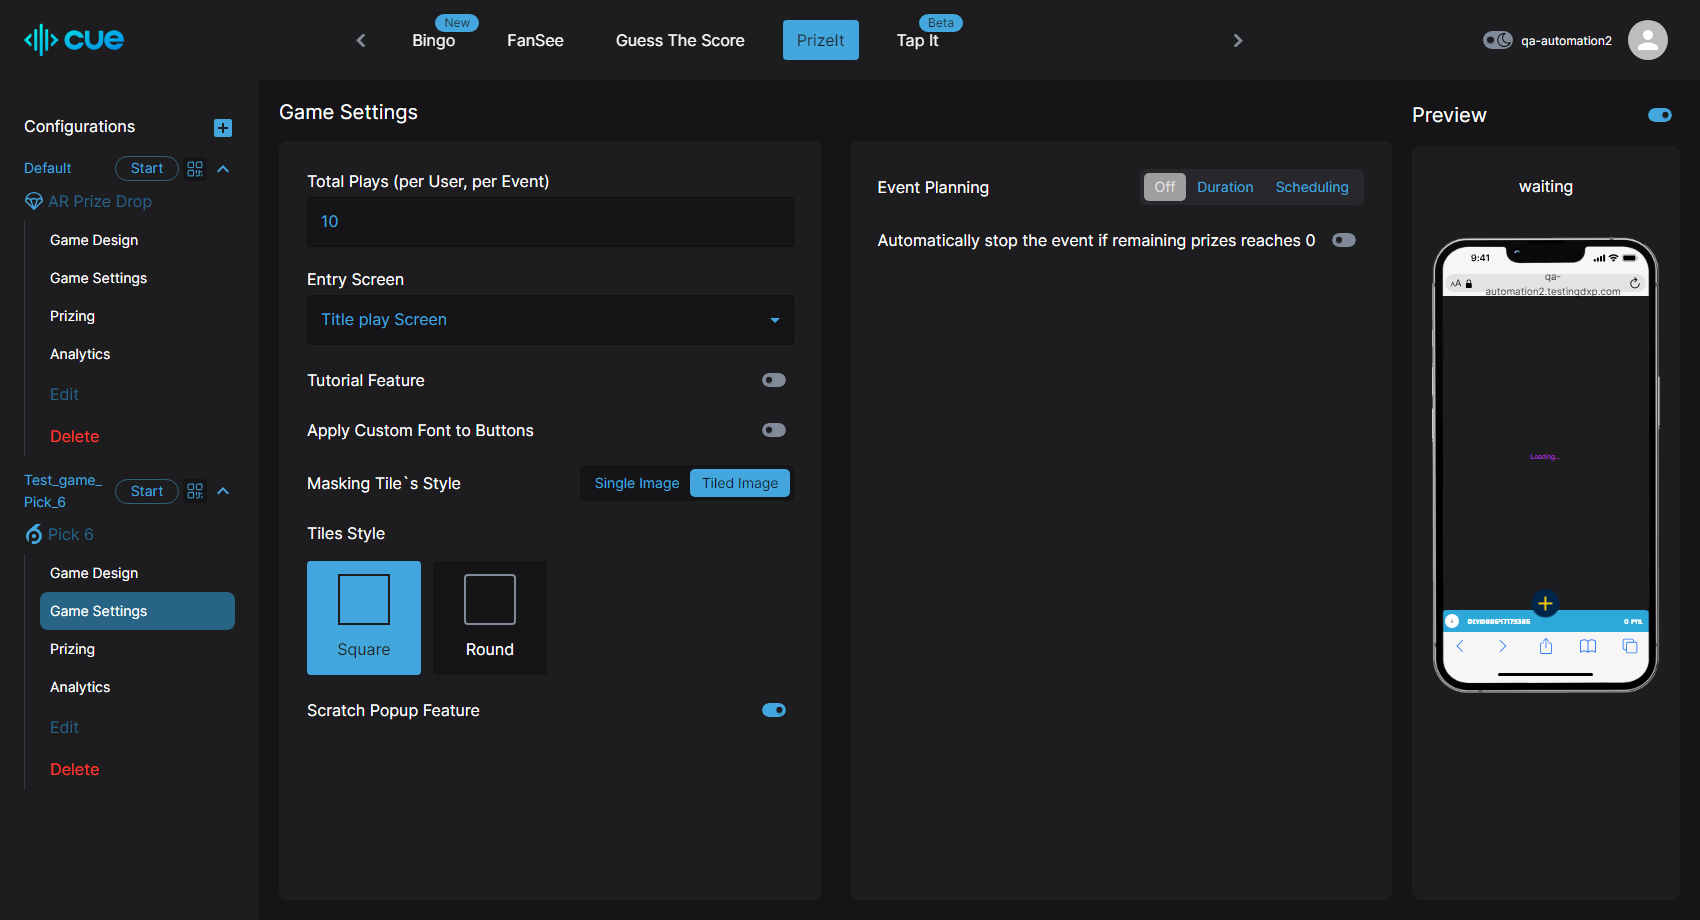 cue
New
Bingo
FanSee
Guess The Score
PrizeIt
Beta
Tap It
qa-automation2
Configurations
Default
Start
AR Prize Drop
Game Design
Game Settings
Prizing
Analytics
Edit
Delete
Test_game_
Pick_6
Start
Pick 6
Game Design
Game Settings
Prizing
Analytics
Edit
Delete
Game Settings
Total Plays (per User, per Event)
10
Entry Screen
Title play Screen
Tutorial Feature
Apply Custom Font to Buttons
Masking Tile`s Style
Single Image
Tiled Image
Tiles Style
Square
Round
Scratch Popup Feature
Event Planning
Off
Duration
Scheduling
Automatically stop the event if remaining prizes reaches 0
Preview
waiting
9:41
AA
qa-
automation2.testingdxp.com
Loading...
0 PTS.